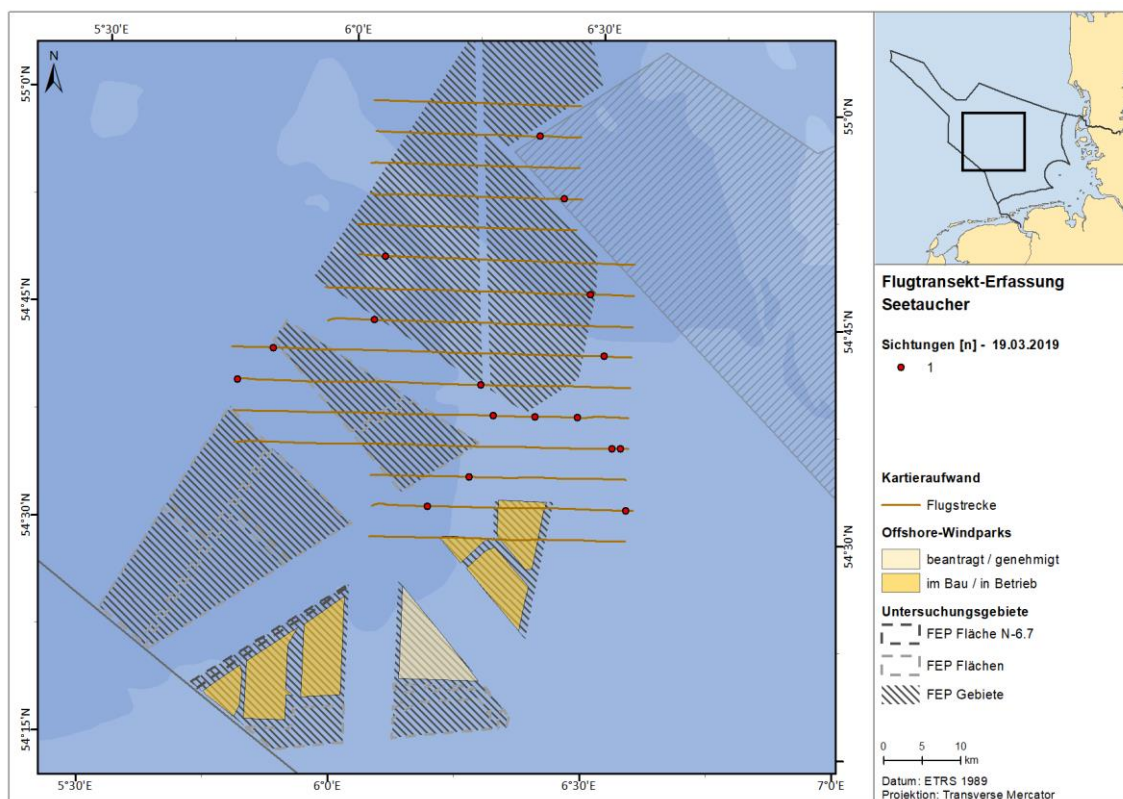 5°30'E
6°0'E
6°30'E
N
55°0'N
55°0'N
54°45'N
54°45'N
54°30'N
54°30'N
54°15'N
5°30'E
6°0'E
6°30'E
7°0'E
Flugtransekt-Erfassung
Seetaucher
Sichtungen [n] - 19.03.2019
1
Kartieraufwand
Flugstrecke
Offshore-Windparks
beantragt / genehmigt
im Bau / in Betrieb
Untersuchungsgebiete
FEP Fläche N-6.7
FEP Flächen
FEP Gebiete
0 5 10
km
Datum: ETRS 1989
Projektion: Transverse Mercator